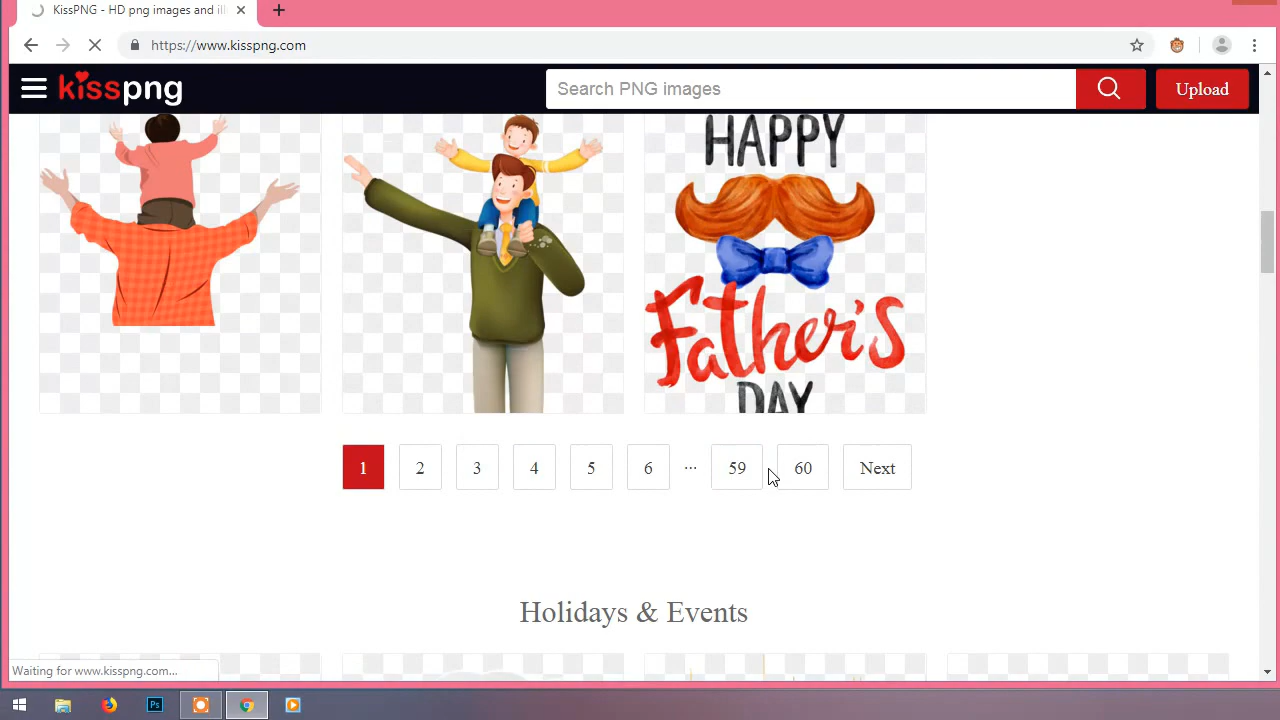 KissPNG - HD png images and ill
https://www.kisspng.com
kisspng
Search PNG images
Upload
HAPPY
Father's
DAY
1 2 3 4 5 6 ... 59 60 Next
Holidays & Events
Waiting for www.kisspng.com...
Ps